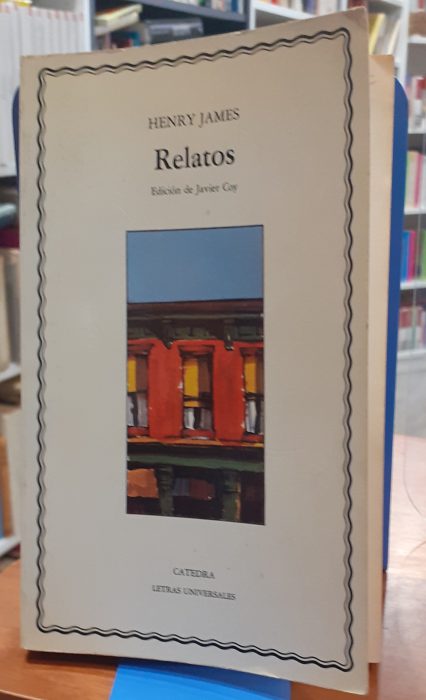 HENRY JAMES
Relatos
Edición de Javier Coy
CATEDRA
LETRAS UNIVERSALES